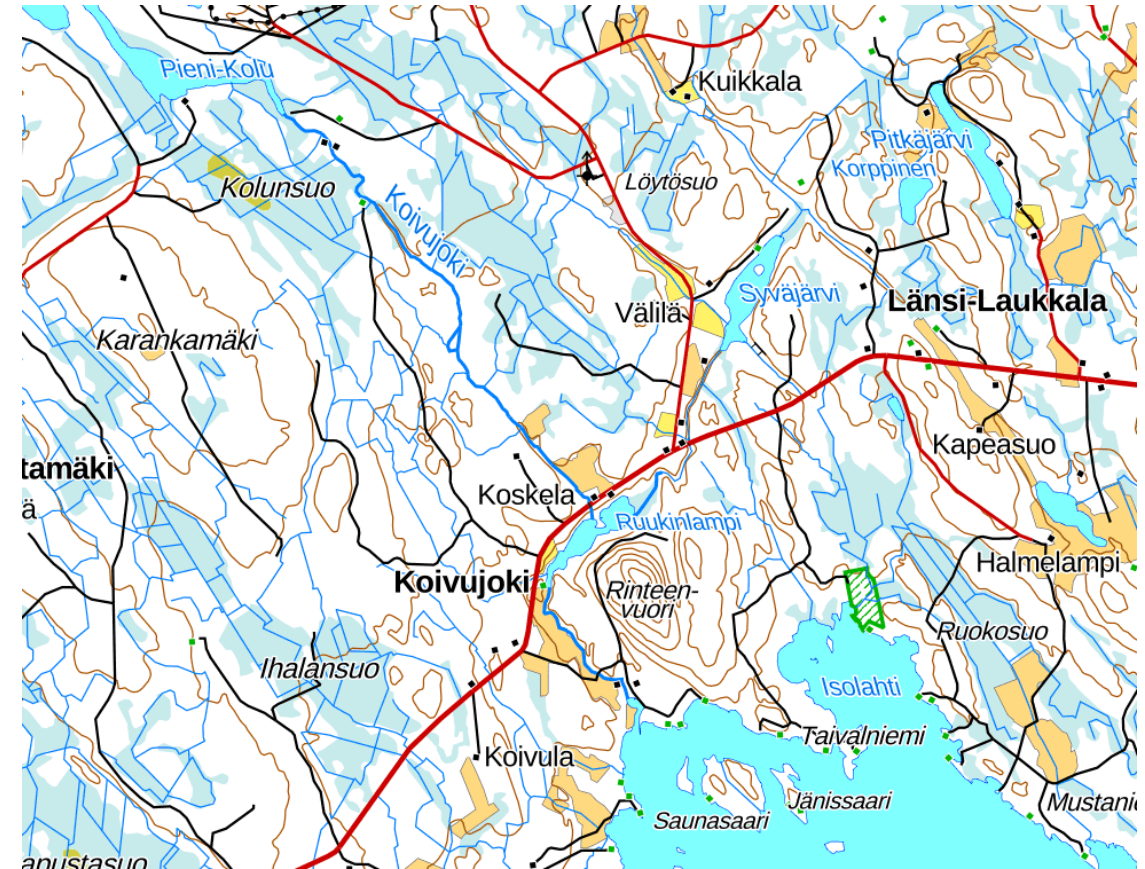 Pieni-Kolu
Kuikkala
Pitkäjärvi
Korppinen
Löytösuo
Kolunsuo
Koivujoki
Syväjärvi
Länsi-Laukkala
Välilä
Karankamäki
Kapeasuo
tamäki
ä
Koskela
Ruukinlampi
Halmelampi
Koivujoki
Rinteen-
vuori
Ruokosuo
Ihalansuo
Isolahti
Taivalniemi
Koivula
Jänissaari
Mustanie
Saunasaari
apustasuo